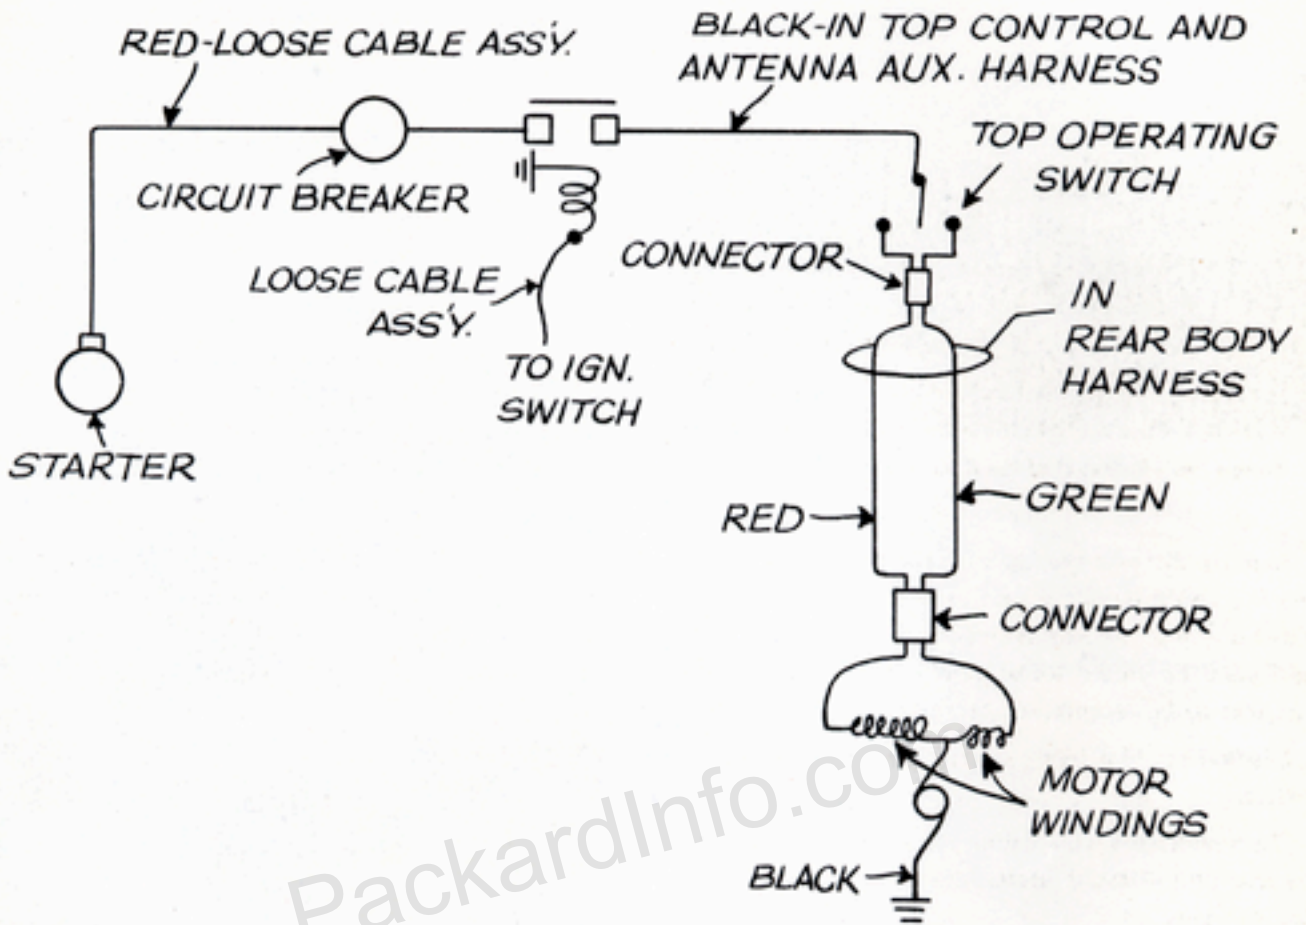 RED-LOOSE CABLE ASS'Y.
BLACK-IN TOP CONTROL AND
ANTENNA AUX. HARNESS
TOP OPERATING
SWITCH
CIRCUIT BREAKER
CONNECTOR
LOOSE CABLE
ASS'Y.
TO IGN.
SWITCH
IN
REAR BODY
HARNESS
STARTER
RED
GREEN
CONNECTOR
MOTOR
WINDINGS
BLACK
PackardInfo.com